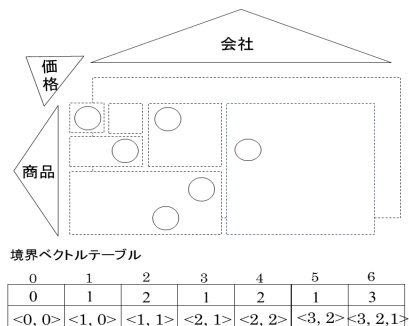 会社
価
格
商品
境界ベクトルテーブル
0 1 2 3 4 5 6
0 1 2 1 2 1 3
<0, 0> <1, 0> <1, 1> <2, 1> <2, 2> <3, 2> <3, 2,1>